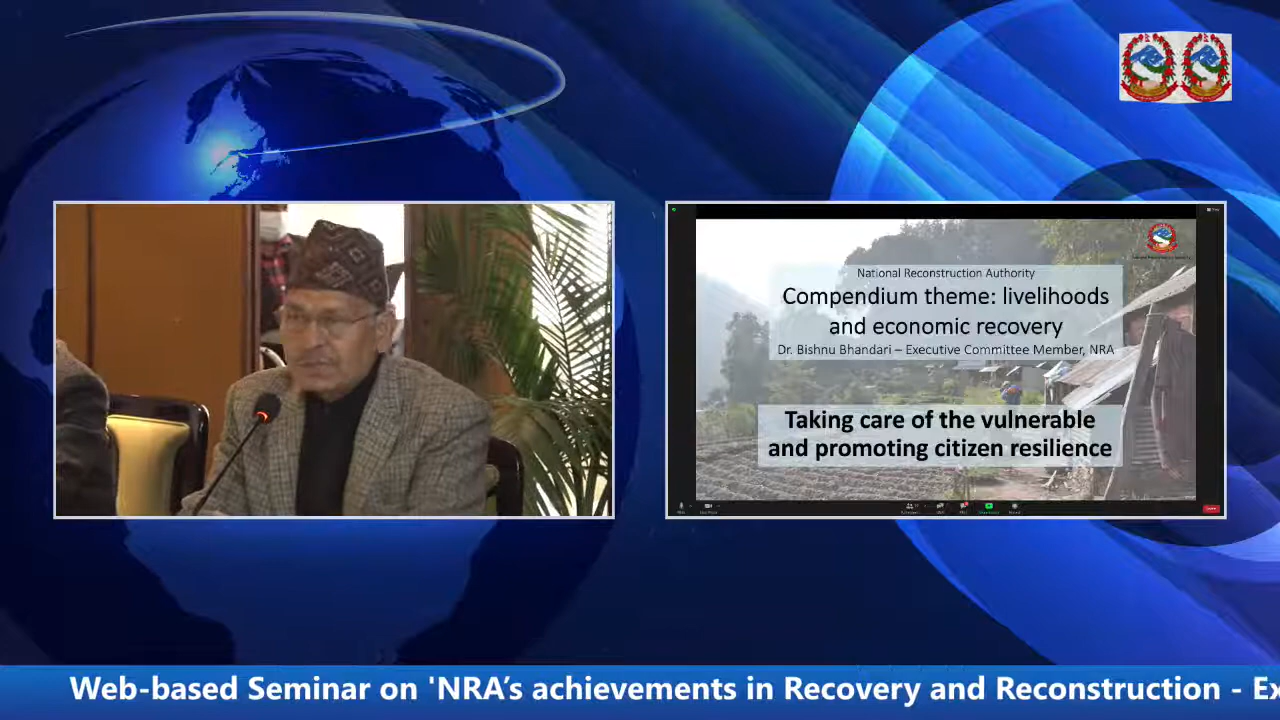 National Reconstruction Authority
Compendium theme: livelihoods
and economic recovery
Dr. Bishnu Bhandari – Executive Committee Member, NRA
Taking care of the vulnerable
and promoting citizen resilience
Web-based Seminar on 'NRA’s achievements in Recovery and Reconstruction - Ex